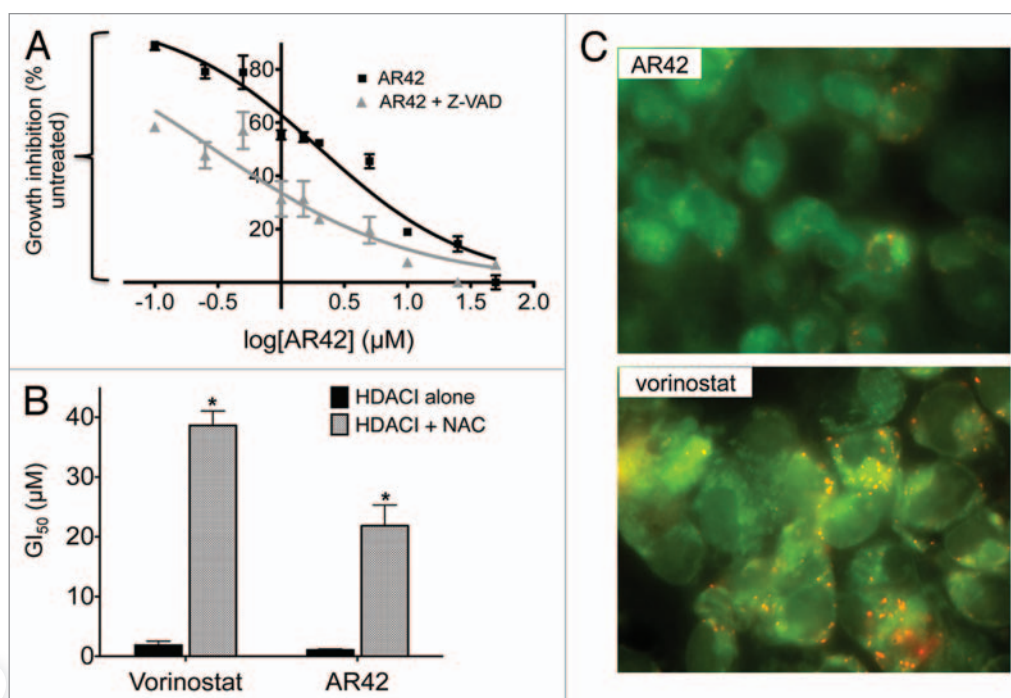 A
Growth inhibition (%
untreated)
80
60
40
20
AR42
AR42 + Z-VAD
-1.0 -0.5 0.5 1.0 1.5 2.0
log[AR42] (µM)
B
HDACI alone
HDACI + NAC
GI50 (µM)
40
30
20
10
0
* *
Vorinostat AR42
C
AR42
vorinostat